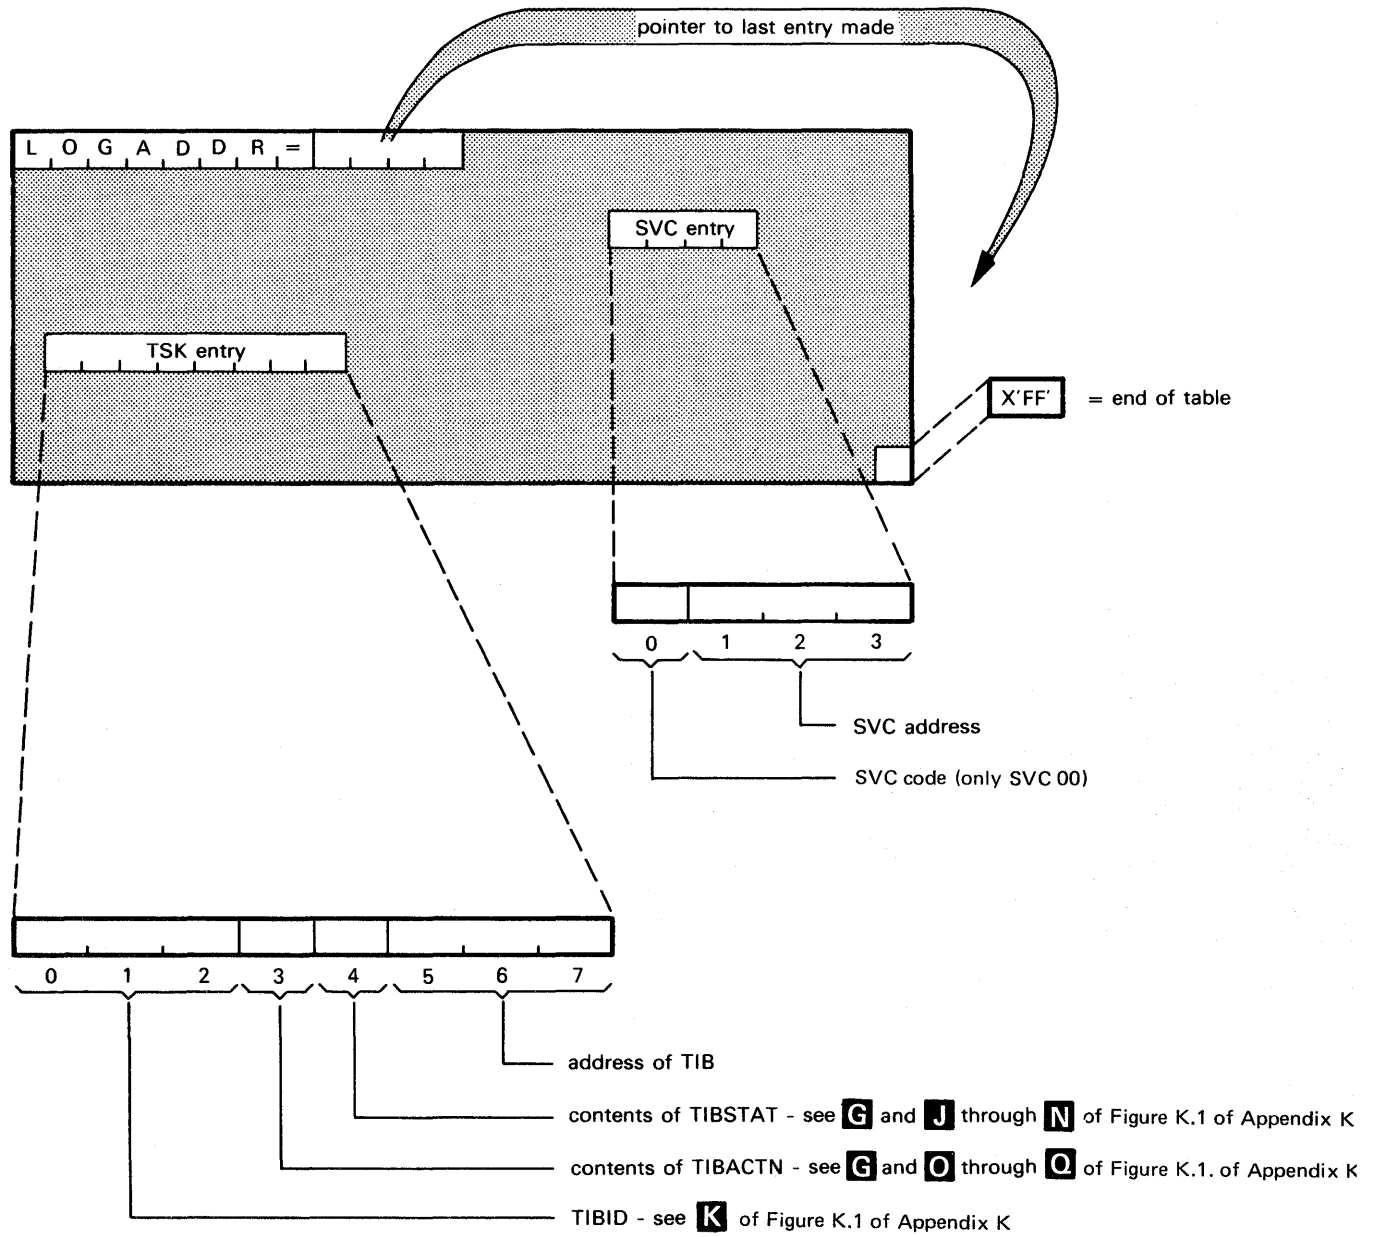 pointer to last entry made
L O G A D D R =
SVC entry
TSK entry
X'FF' = end of table
0 1 2 3
SVC address
SVC code (only SVC 00)
0 1 2 3 4 5 6 7
address of TIB
contents of TIBSTAT - see G and J through N of Figure K.1 of Appendix K
contents of TIBACTN - see G and O through Q of Figure K.1. of Appendix K
TIBID - see K of Figure K.1 of Appendix K